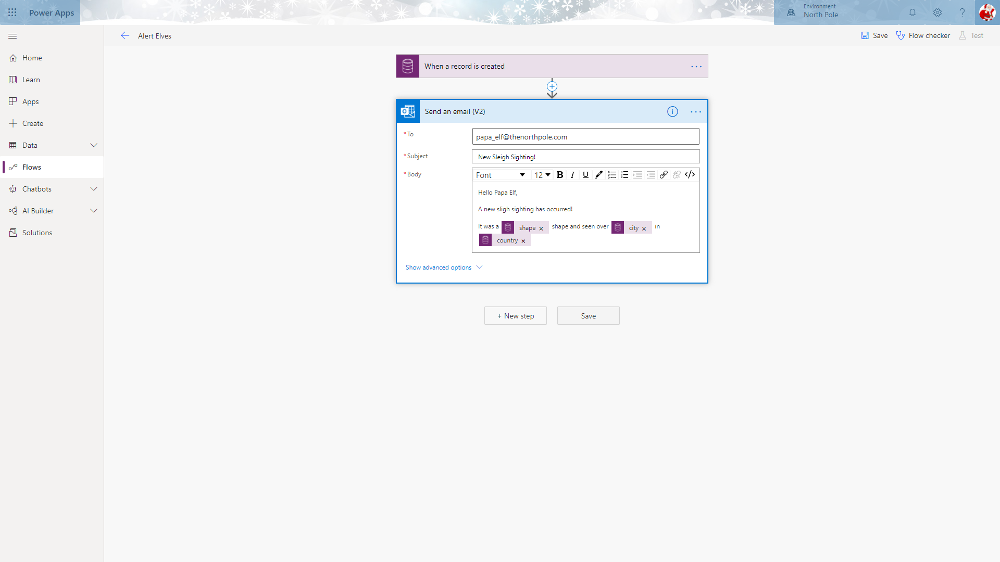 Power Apps
Environment
North Pole
?
Alert Elves
Save
Flow checker
Test
Home
Learn
Apps
Create
Data
Flows
Chatbots
AI Builder
Solutions
When a record is created
...
+
Send an email (V2)
i
...
*To
papa_elf@thenorthpole.com
*Subject
New Sleigh Sighting!
*Body
Font 12 B I U </>
Hello Papa Elf,
A new sligh sighting has occurred!
It was a shape × shape and seen over city × in
country ×
Show advanced options
+ New step
Save